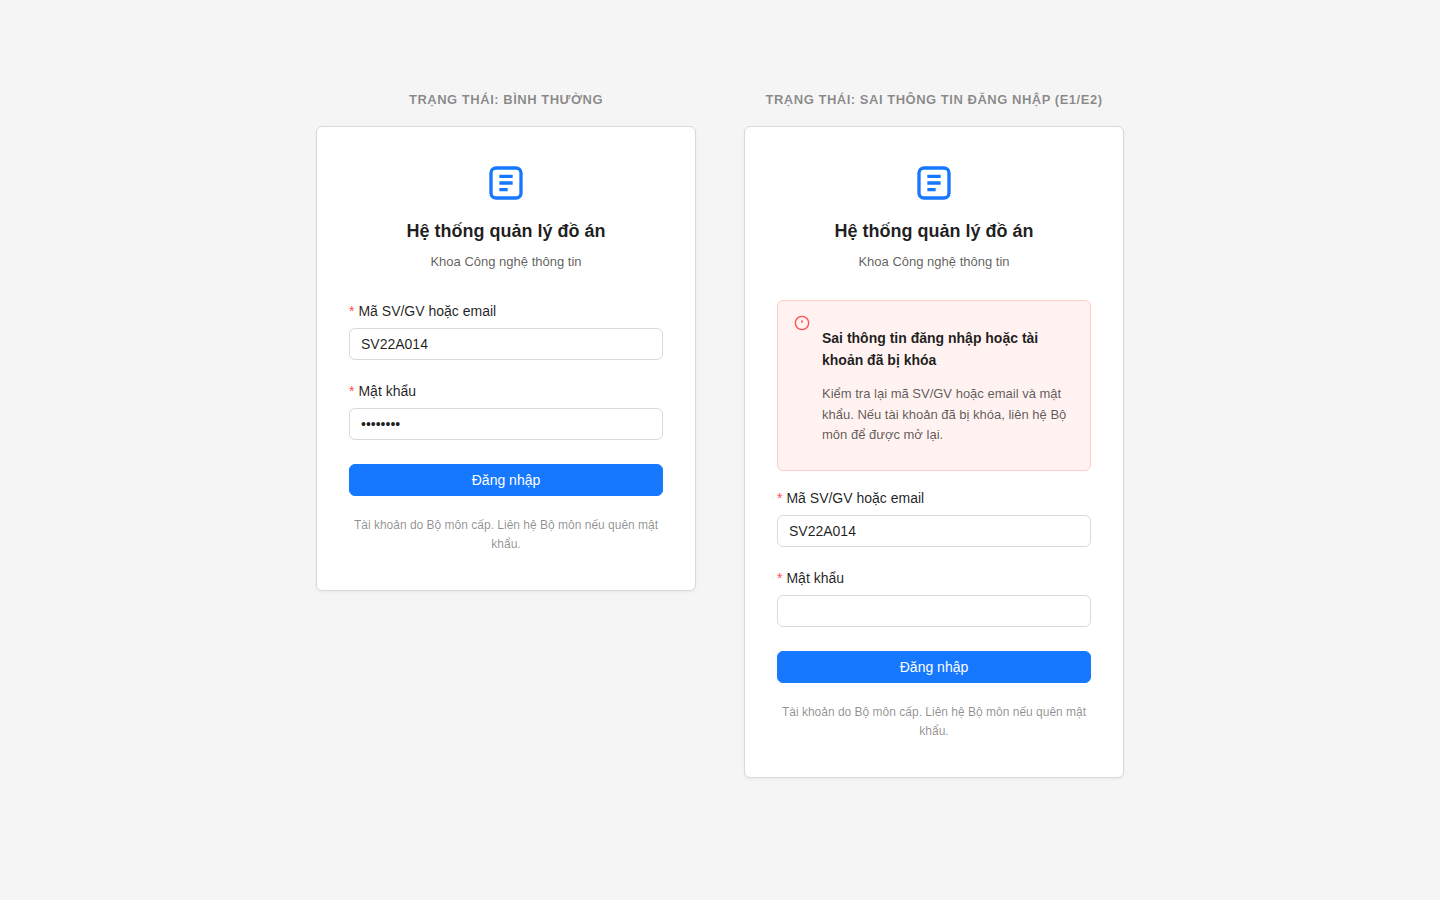 TRẠNG THÁI: BÌNH THƯỜNG
Hệ thống quản lý đồ án
Khoa Công nghệ thông tin
* Mã SV/GV hoặc email
SV22A014
* Mật khẩu
••••••••
Đăng nhập
Tài khoản do Bộ môn cấp. Liên hệ Bộ môn nếu quên mật
khẩu.
TRẠNG THÁI: SAI THÔNG TIN ĐĂNG NHẬP (E1/E2)
Hệ thống quản lý đồ án
Khoa Công nghệ thông tin
Sai thông tin đăng nhập hoặc tài
khoản đã bị khóa
Kiểm tra lại mã SV/GV hoặc email và mật
khẩu. Nếu tài khoản đã bị khóa, liên hệ Bộ
môn để được mở lại.
* Mã SV/GV hoặc email
SV22A014
* Mật khẩu
Đăng nhập
Tài khoản do Bộ môn cấp. Liên hệ Bộ môn nếu quên mật
khẩu.